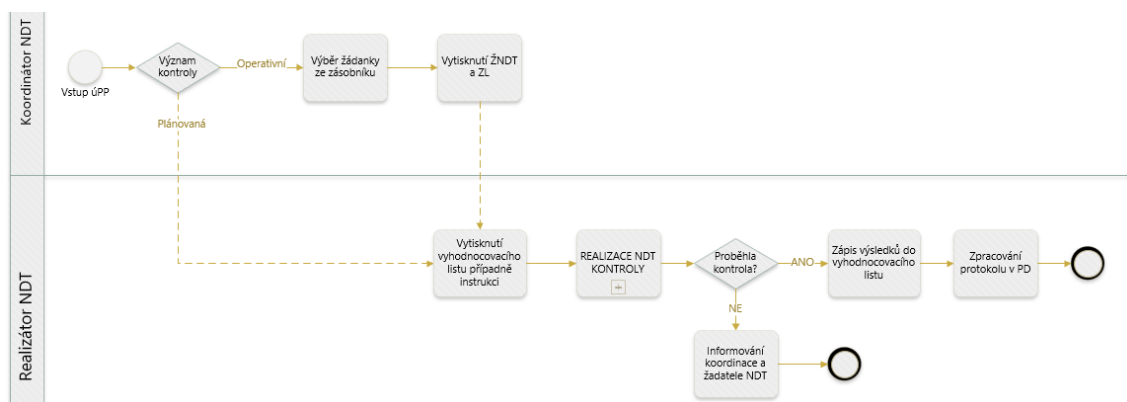 Koordinátor NDT
Vstup úPP
Význam
kontroly
Operativní
Výběr žádanky
ze zásobníku
Vytisknutí ŽNDT
a ZL
Plánovaná
Realizátor NDT
Vytisknutí
vyhodnocovacího
listu případně
instrukci
REALIZACE NDT
KONTROLY
Proběhla
kontrola?
ANO
Zápis výsledků do
vyhodnocovacího
listu
Zpracování
protokolu v PD
NE
Informování
koordinace a
žadatele NDT